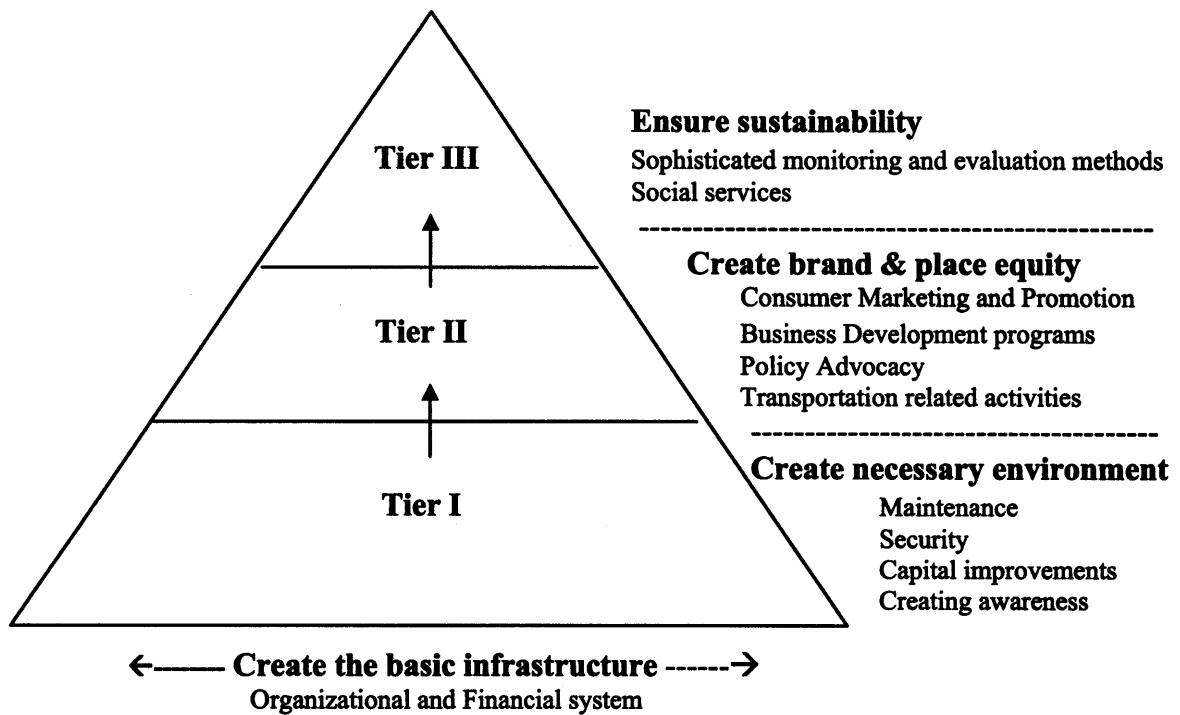 Ensure sustainability
Tier III
Sophisticated monitoring and evaluation methods
Social services
Create brand & place equity
Consumer Marketing and Promotion
Tier II
Business Development programs
Policy Advocacy
Transportation related activities
Create necessary environment
Tier I
Maintenance
Security
Capital improvements
Creating awareness
Create the basic infrastructure
Organizational and Financial system